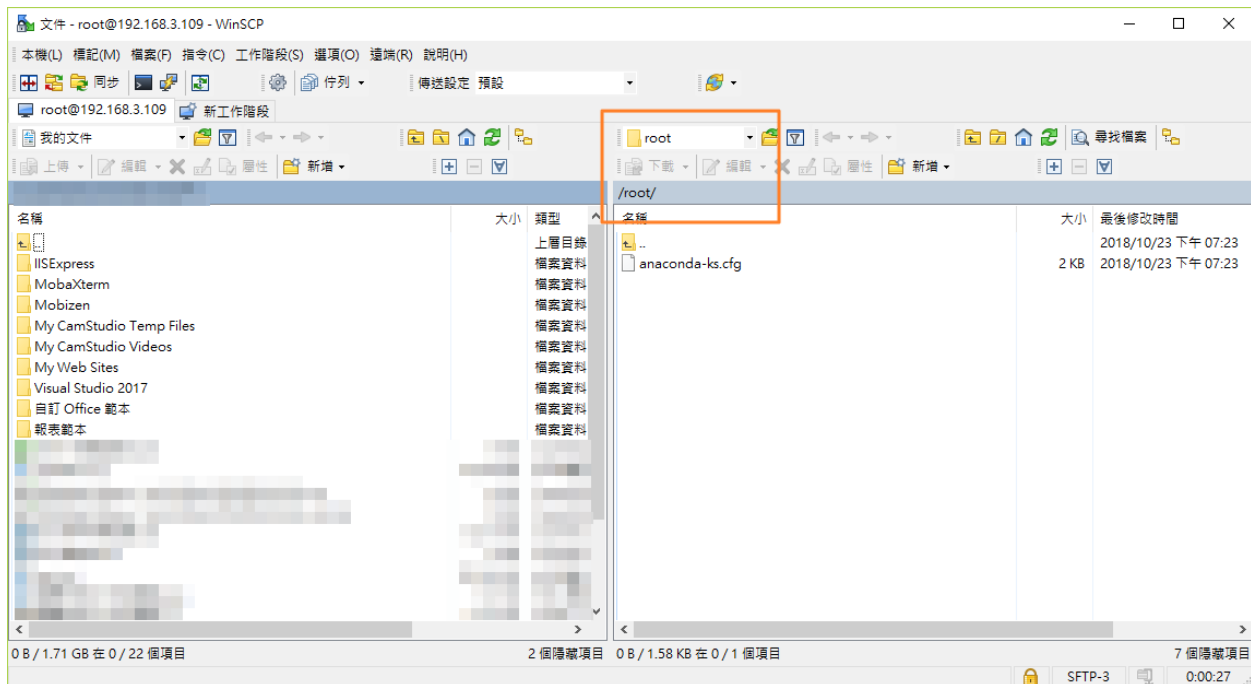 文件 - root@192.168.3.109 - WinSCP
本機(L) 標記(M) 檔案(F) 指令(C) 工作階段(S) 選項(O) 遠端(R) 說明(H)
同步 佇列 傳送設定 預設
root@192.168.3.109 新工作階段
我的文件 root 尋找檔案
上傳 編輯 屬性 新增 下載 編輯 屬性 新增
/root/
名稱 大小 類型 名稱 大小 最後修改時間
.. 上層目錄 .. 2018/10/23 下午 07:23
IISExpress 檔案資料 anaconda-ks.cfg 2 KB 2018/10/23 下午 07:23
MobaXterm 檔案資料
Mobizen 檔案資料
My CamStudio Temp Files 檔案資料
My CamStudio Videos 檔案資料
My Web Sites 檔案資料
Visual Studio 2017 檔案資料
自訂 Office 範本 檔案資料
報表範本 檔案資料
0 B / 1.71 GB 在 0 / 22 個項目 2 個隱藏項目 0 B / 1.58 KB 在 0 / 1 個項目 7 個隱藏項目
SFTP-3 0:00:27